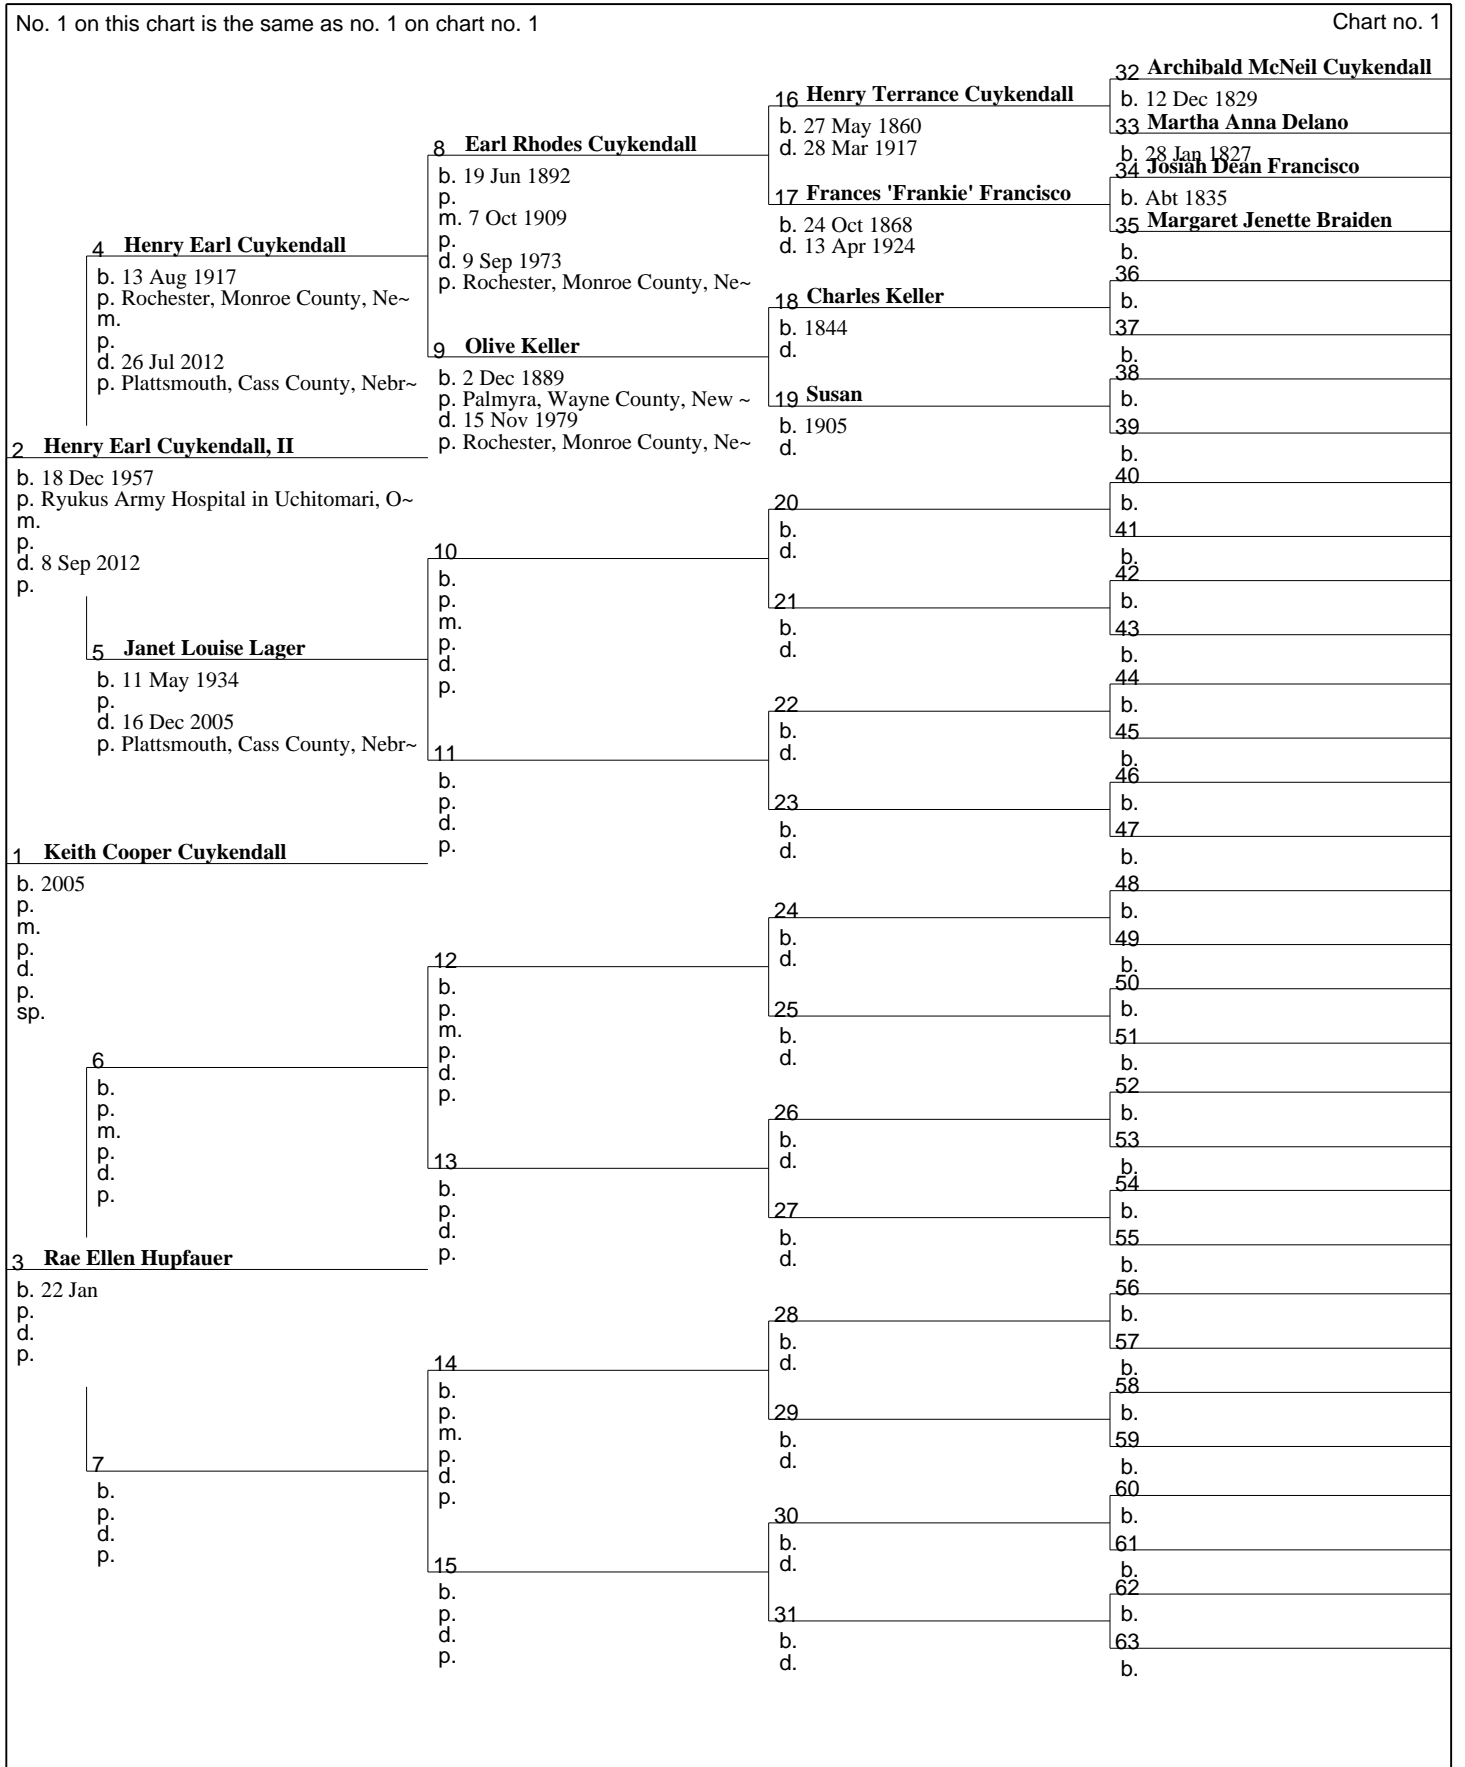 No. 1 on this chart is the same as no. 1 on chart no. 1
Chart no. 1
1 Keith Cooper Cuykendall
b. 2005
p.
m.
p.
d.
p.
sp.
2 Henry Earl Cuykendall, II
b. 18 Dec 1957
p. Ryukus Army Hospital in Uchitomari, O~
m.
p.
d. 8 Sep 2012
p.
3 Rae Ellen Hupfauer
b. 22 Jan
p.
d.
p.
4 Henry Earl Cuykendall
b. 13 Aug 1917
p. Rochester, Monroe County, Ne~
m.
p.
d. 26 Jul 2012
p. Plattsmouth, Cass County, Nebr~
5 Janet Louise Lager
b. 11 May 1934
p.
d. 16 Dec 2005
p. Plattsmouth, Cass County, Nebr~
6
b.
p.
m.
p.
d.
p.
7
b.
p.
d.
p.
8 Earl Rhodes Cuykendall
b. 19 Jun 1892
p.
m. 7 Oct 1909
p.
d. 9 Sep 1973
p. Rochester, Monroe County, Ne~
9 Olive Keller
b. 2 Dec 1889
p. Palmyra, Wayne County, New ~
d. 15 Nov 1979
p. Rochester, Monroe County, Ne~
10
b.
p.
m.
p.
d.
p.
11
b.
p.
d.
p.
12
b.
p.
m.
p.
d.
p.
13
b.
p.
d.
p.
14
b.
p.
m.
p.
d.
p.
15
b.
p.
d.
p.
16 Henry Terrance Cuykendall
b. 27 May 1860
d. 28 Mar 1917
17 Frances 'Frankie' Francisco
b. 24 Oct 1868
d. 13 Apr 1924
18 Charles Keller
b. 1844
d.
19 Susan
b. 1905
d.
20
b.
d.
21
b.
d.
22
b.
d.
23
b.
d.
24
b.
d.
25
b.
d.
26
b.
d.
27
b.
d.
28
b.
d.
29
b.
d.
30
b.
d.
31
b.
d.
32 Archibald McNeil Cuykendall
b. 12 Dec 1829
33 Martha Anna Delano
b. 28 Jan 1827
34 Josiah Dean Francisco
b. Abt 1835
35 Margaret Jenette Braiden
b.
36
b.
37
b.
38
b.
39
b.
40
b.
41
b.
42
b.
43
b.
44
b.
45
b.
46
b.
47
b.
48
b.
49
b.
50
b.
51
b.
52
b.
53
b.
54
b.
55
b.
56
b.
57
b.
58
b.
59
b.
60
b.
61
b.
62
b.
63
b.